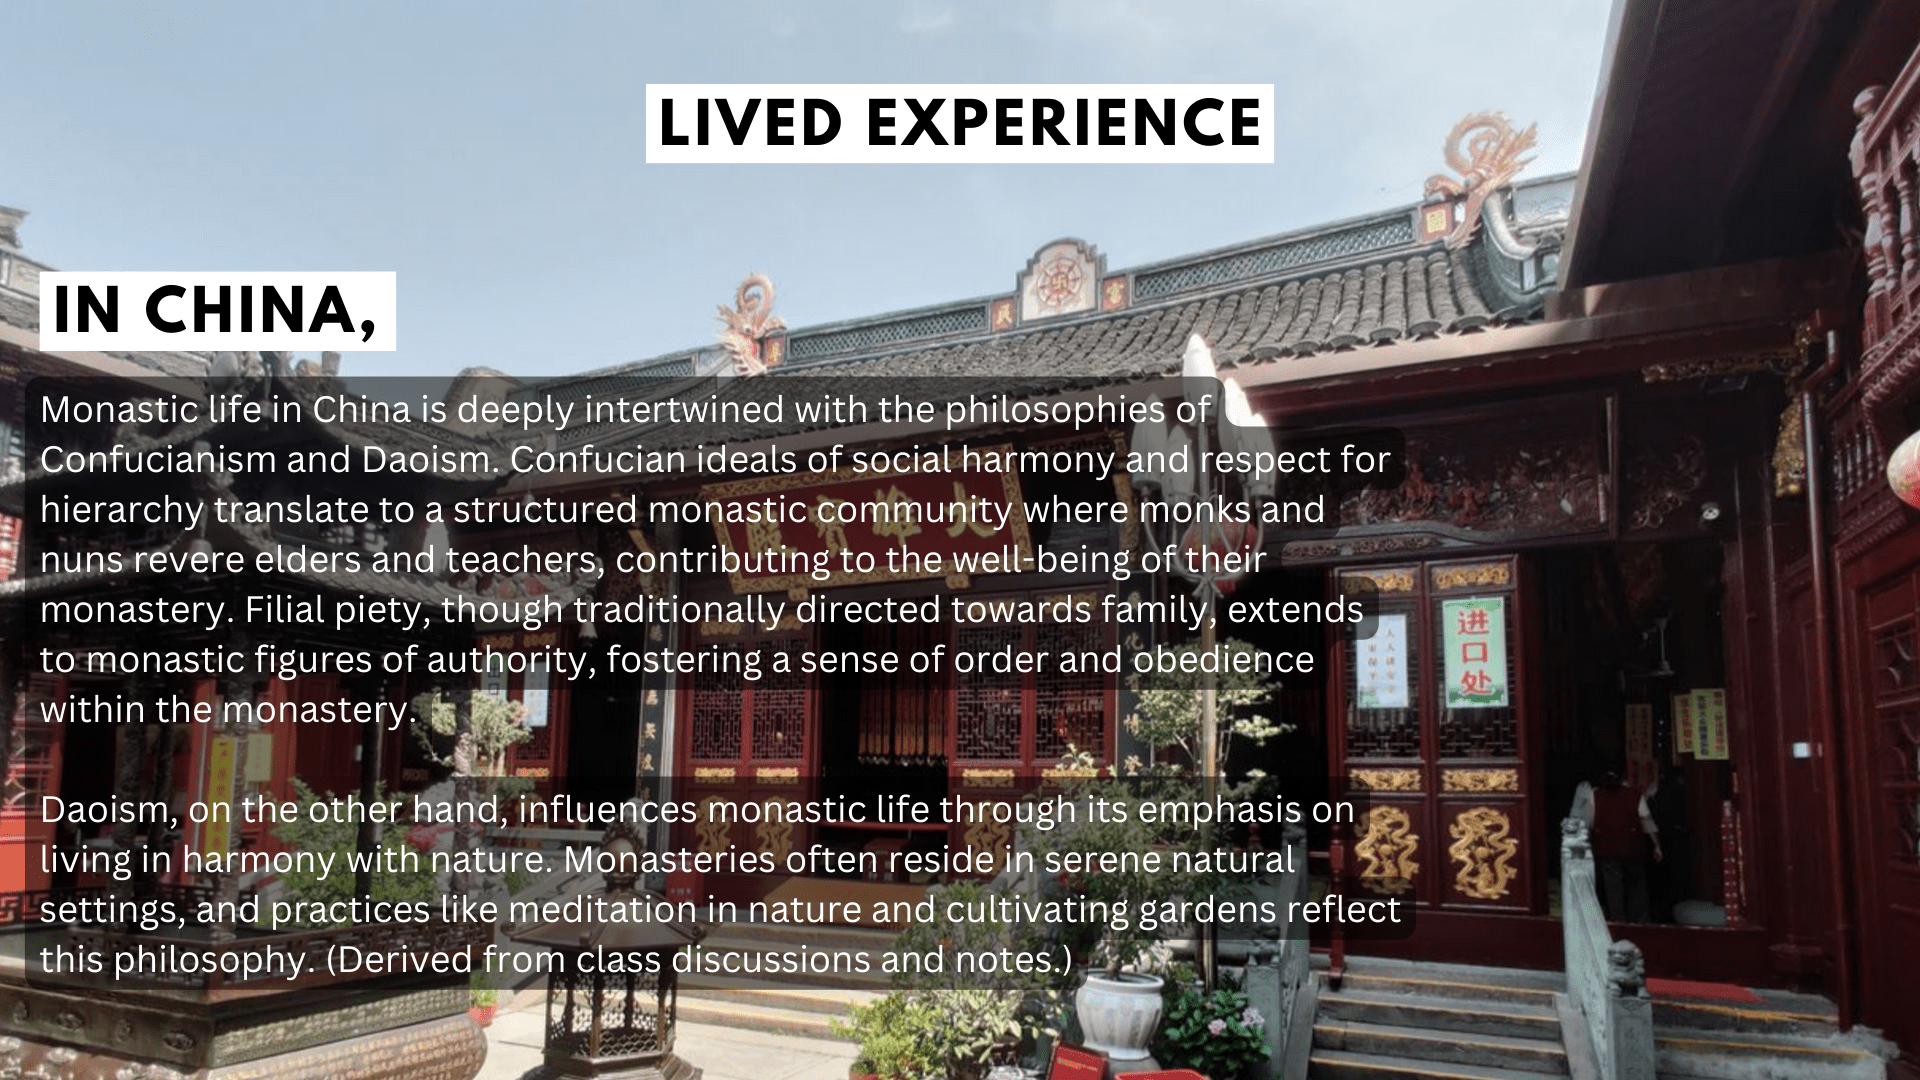 LIVED EXPERIENCE
IN CHINA,
Monastic life in China is deeply intertwined with the philosophies of
Confucianism and Daoism. Confucian ideals of social harmony and respect for
hierarchy translate to a structured monastic community where monks and
nuns revere elders and teachers, contributing to the well-being of their
monastery. Filial piety, though traditionally directed towards family, extends
to monastic figures of authority, fostering a sense of order and obedience
within the monastery.
Daoism, on the other hand, influences monastic life through its emphasis on
living in harmony with nature. Monasteries often reside in serene natural
settings, and practices like meditation in nature and cultivating gardens reflect
this philosophy. (Derived from class discussions and notes.)
进
口
处